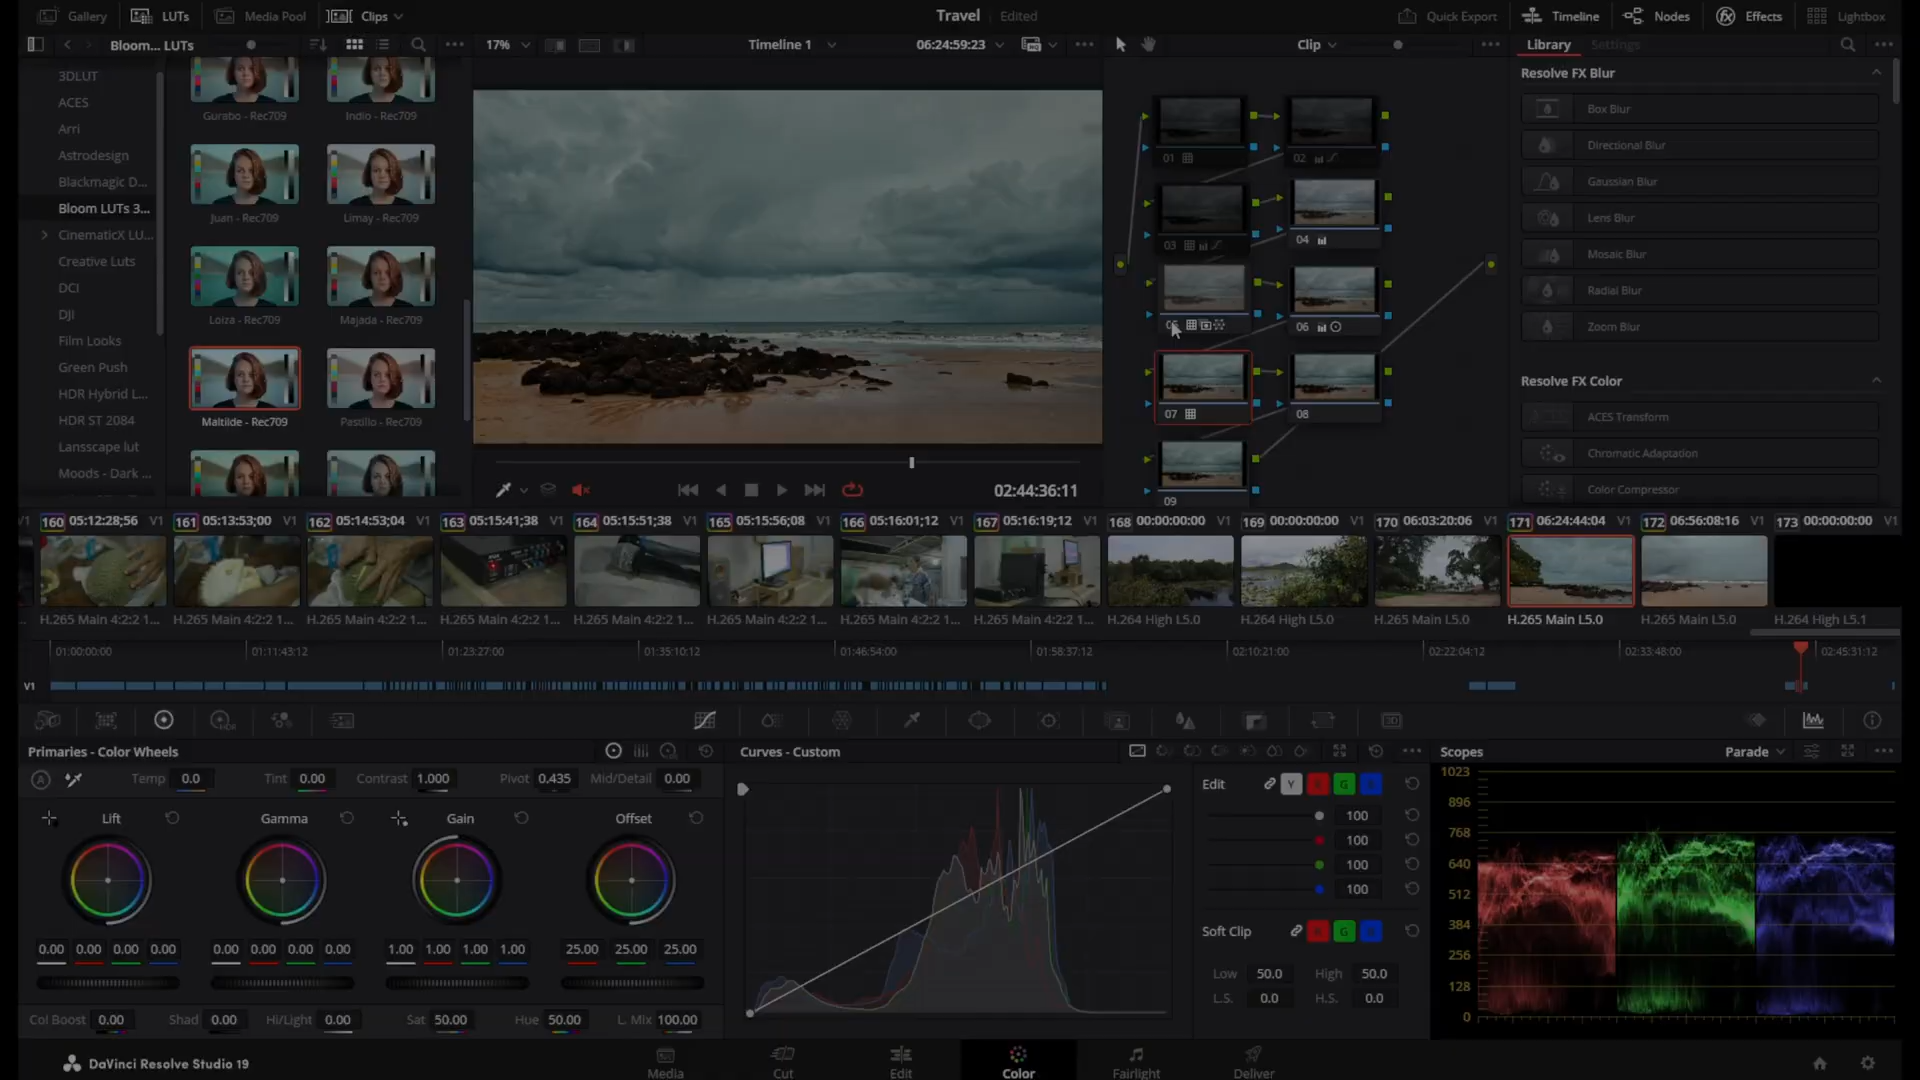 Gallery LUTs Media Pool Clips Travel Edited Quick Export Timeline Nodes Effects Lightbox
Bloom... LUTs 17% Timeline 1 06:24:59:23 Clip Library Settings
3DLUT
ACES
Arri
Astrodesign
Blackmagic D...
Bloom LUTs 3...
CinematicX LU...
Creative Luts
DCI
DJI
Film Looks
Green Push
HDR Hybrid L...
HDR ST 2084
Lansscape lut
Moods - Dark ...
Gurabo - Rec709 Indio - Rec709
Juan - Rec709 Limay - Rec709
Loiza - Rec709 Majada - Rec709
Maltilde - Rec709 Pastillo - Rec709
02:44:36:11
01 02
03 04
06
07 08
09
Resolve FX Blur
Box Blur
Directional Blur
Gaussian Blur
Lens Blur
Mosaic Blur
Radial Blur
Zoom Blur
Resolve FX Color
ACES Transform
Chromatic Adaptation
Color Compressor
160 05:12:28;56 V1 161 05:13:53;00 V1 162 05:14:53;04 V1 163 05:15:41;38 V1 164 05:15:51;38 V1 165 05:15:56;08 V1 166 05:16:01;12 V1 167 05:16:19;12 V1 168 00:00:00:00 V1 169 00:00:00:00 V1 170 06:03:20:06 V1 171 06:24:44:04 V1 172 06:56:08:16 V1 173 00:00:00:00 V1
H.265 Main 4:2:2 1... H.265 Main 4:2:2 1... H.265 Main 4:2:2 1... H.265 Main 4:2:2 1... H.265 Main 4:2:2 1... H.265 Main 4:2:2 1... H.265 Main 4:2:2 1... H.265 Main 4:2:2 1... H.264 High L5.0 H.264 High L5.0 H.265 Main L5.0 H.265 Main L5.0 H.265 Main L5.0 H.264 High L5.1
01:00:00:00 01:11:43:12 01:23:27:00 01:35:10:12 01:46:54:00 01:58:37:12 02:10:21:00 02:22:04:12 02:33:48:00 02:45:31:12
V1
Primaries - Color Wheels
Temp 0.0 Tint 0.00 Contrast 1.000 Pivot 0.435 Mid/Detail 0.00
Lift Gamma Gain Offset
0.00 0.00 0.00 0.00 0.00 0.00 0.00 0.00 1.00 1.00 1.00 1.00 25.00 25.00 25.00
Col Boost 0.00 Shad 0.00 Hi/Light 0.00 Sat 50.00 Hue 50.00 L. Mix 100.00
Curves - Custom
Edit Y R G B
100
100
100
100
Soft Clip R G B
Low 50.0 High 50.0
L.S. 0.0 H.S. 0.0
Scopes Parade
1023
896
768
640
512
384
256
128
0
DaVinci Resolve Studio 19
Media Cut Edit Color Fairlight Deliver